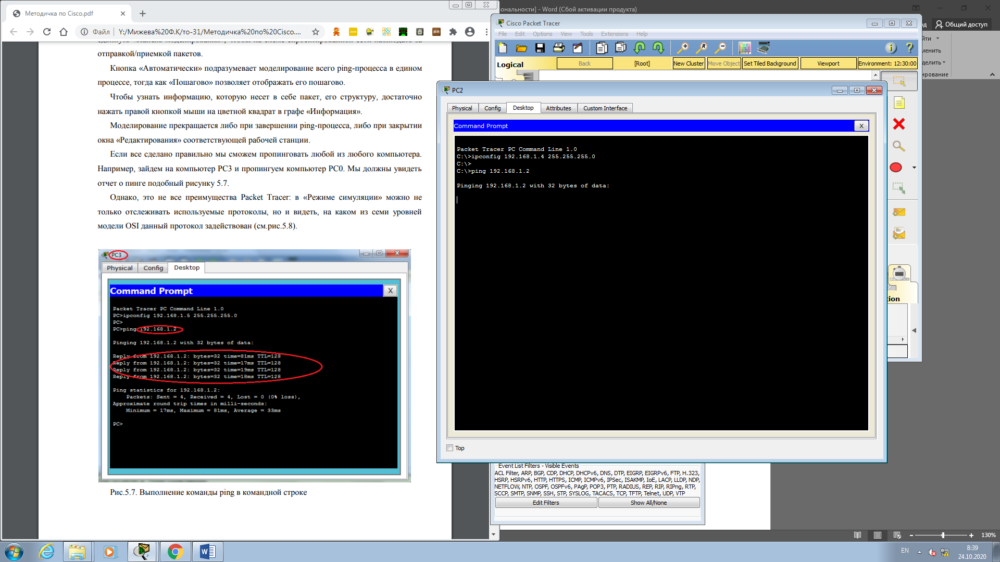 Методичка по Cisco.pdf
Файл
Y:/Мижева%20Ф.К/то-31/Методичка%20по%20Cisco....
отправкой/приемкой пакетов.
Кнопка «Автоматически» подразумевает моделирование всего ping-процесса в едином
процессе, тогда как «Пошагово» позволяет отображать его пошагово.
Чтобы узнать информацию, которую несет в себе пакет, его структуру, достаточно
нажать правой кнопкой мыши на цветной квадрат в графе «Информация».
Моделирование прекращается либо при завершении ping-процесса, либо при закрытии
окна «Редактирования» соответствующей рабочей станции.
Если все сделано правильно мы сможем пропинговать любой из любого компьютера.
Например, зайдем на компьютер PC3 и пропингуем компьютер PC0. Мы должны увидеть
отчет о пинге подобный рисунку 5.7.
Однако, это не все преимущества Packet Tracer: в «Режиме симуляции» можно не
только отслеживать используемые протоколы, но и видеть, на каком из семи уровней
модели OSI данный протокол задействован (см.рис.5.8).
PC3
Physical Config Desktop
Command Prompt X
Packet Tracer PC Command Line 1.0
PC>ipconfig 192.168.1.5 255.255.255.0
PC>
PC>ping 192.168.1.2
Pinging 192.168.1.2 with 32 bytes of data:
Reply from 192.168.1.2: bytes=32 time=81ms TTL=128
Reply from 192.168.1.2: bytes=32 time=17ms TTL=128
Reply from 192.168.1.2: bytes=32 time=19ms TTL=128
Reply from 192.168.1.2: bytes=32 time=18ms TTL=128
Ping statistics for 192.168.1.2:
Packets: Sent = 4, Received = 4, Lost = 0 (0% loss),
Approximate round trip times in milli-seconds:
Minimum = 17ms, Maximum = 81ms, Average = 33ms
PC>
Рис.5.7. Выполнение команды ping в командной строке
ональности] - Word (Сбой активации продукта)
Общий доступ
Cisco Packet Tracer
File Edit Options View Tools Extensions Help
Logical Back [Root] New Cluster Move Object Set Tiled Background Viewport Environment: 12:30:00
PC2
Physical Config Desktop Attributes Custom Interface
Command Prompt X
Packet Tracer PC Command Line 1.0
C:\>ipconfig 192.168.1.4 255.255.255.0
C:\>
C:\>ping 192.168.1.2
Pinging 192.168.1.2 with 32 bytes of data:
Top
Event List Filters - Visible Events
ACL Filter, ARP, BGP, CDP, DHCP, DHCPv6, DNS, DTP, EIGRP, EIGRPv6, FTP, H.323,
HSRP, HSRPv6, HTTP, HTTPS, ICMP, ICMPv6, IPSec, ISAKMP, IoE, LACP, LLDP, NDP,
NETFLOW, NTP, OSPF, OSPFv6, PAgP, POP3, PTP, RADIUS, REP, RIP, RIPng, RTP,
SCCP, SMTP, SNMP, SSH, STP, SYSLOG, TACACS, TCP, TFTP, Telnet, UDP, VTP
Edit Filters Show All/None
130%
EN
8:39
24.10.2020